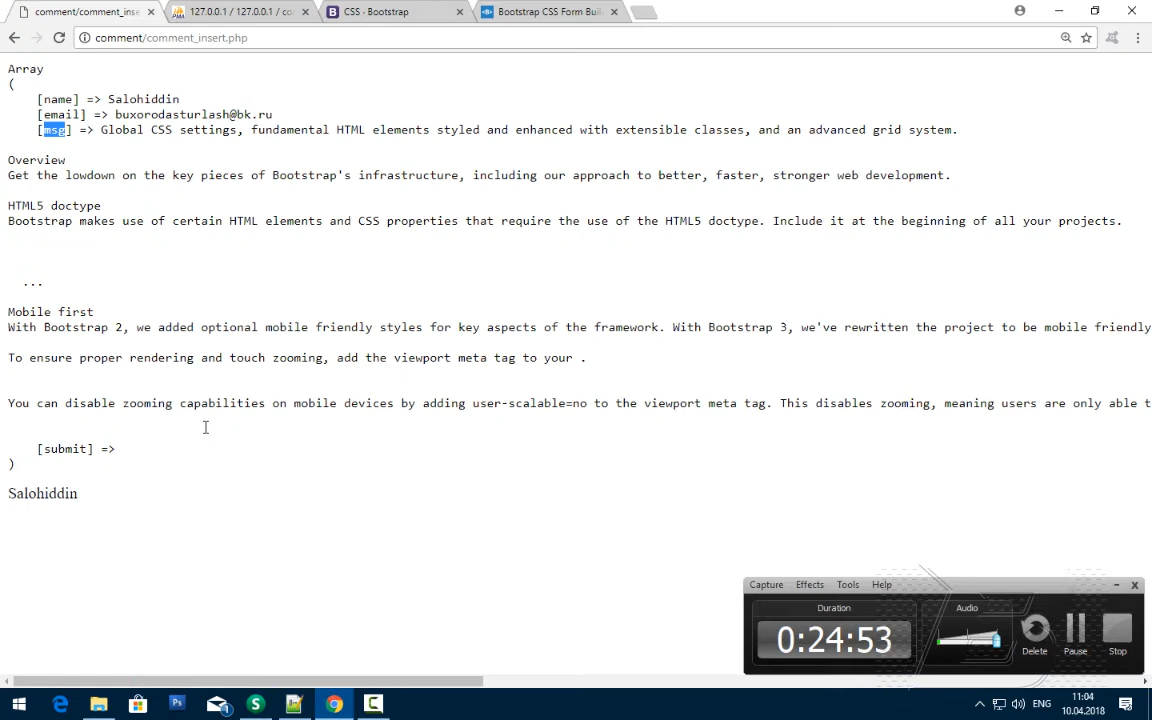 comment/comment_inse
127.0.0.1 / 127.0.0.1 / co
CSS · Bootstrap
Bootstrap CSS Form Buil
comment/comment_insert.php
Array
(
[name] => Salohiddin
[email] => buxorodasturlash@bk.ru
[msg] => Global CSS settings, fundamental HTML elements styled and enhanced with extensible classes, and an advanced grid system.
Overview
Get the lowdown on the key pieces of Bootstrap's infrastructure, including our approach to better, faster, stronger web development.
HTML5 doctype
Bootstrap makes use of certain HTML elements and CSS properties that require the use of the HTML5 doctype. Include it at the beginning of all your projects.
...
Mobile first
With Bootstrap 2, we added optional mobile friendly styles for key aspects of the framework. With Bootstrap 3, we've rewritten the project to be mobile friendly
To ensure proper rendering and touch zooming, add the viewport meta tag to your .
You can disable zooming capabilities on mobile devices by adding user-scalable=no to the viewport meta tag. This disables zooming, meaning users are only able t
[submit] =>
)
Salohiddin
Capture Effects Tools Help
Duration
Audio
0:24:53
Delete Pause Stop
ENG
11:04
10.04.2018